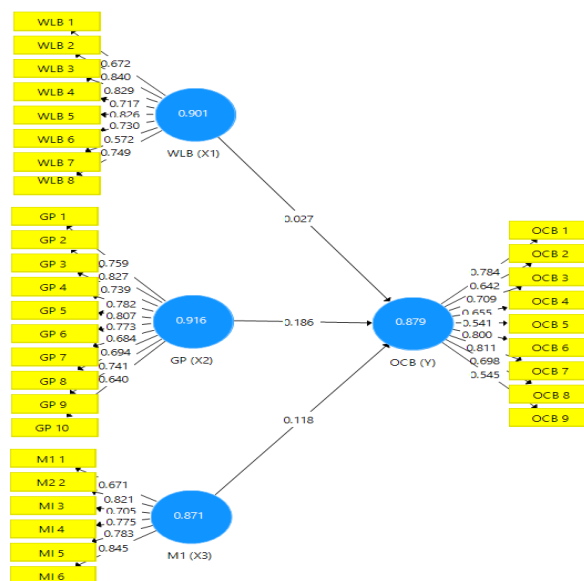 WLB 1
WLB 2
WLB 3
WLB 4
WLB 5
WLB 6
WLB 7
WLB 8
0.672
0.840
0.829
0.717
0.826
0.730
0.572
0.749
0.901
WLB (X1)
0.027
GP 1
GP 2
GP 3
GP 4
GP 5
GP 6
GP 7
GP 8
GP 9
GP 10
0.759
0.827
0.739
0.782
0.807
0.773
0.684
0.694
0.741
0.640
0.916
GP (X2)
0.186
M1 1
M2 2
MI 3
MI 4
MI 5
MI 6
0.671
0.821
0.705
0.775
0.783
0.845
0.871
M1 (X3)
0.118
0.879
OCB (Y)
0.784
0.642
0.709
0.655
0.541
0.800
0.811
0.698
0.545
OCB 1
OCB 2
OCB 3
OCB 4
OCB 5
OCB 6
OCB 7
OCB 8
OCB 9